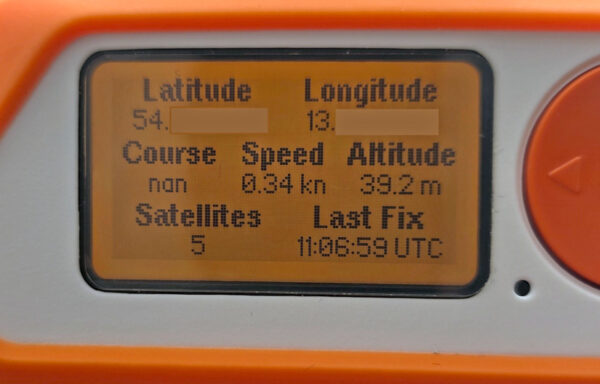 Latitude Longitude
54. 13.
Course Speed Altitude
nan 0.34 kn 39.2 m
Satellites Last Fix
5 11:06:59 UTC